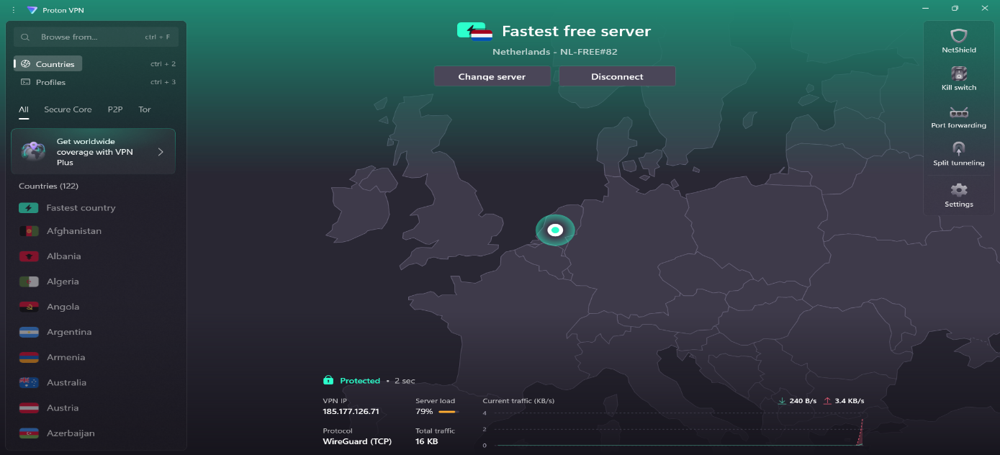 Proton VPN
Browse from...
ctrl + F
Countries
ctrl + 2
Profiles
ctrl + 3
All
Secure Core
P2P
Tor
Get worldwide
coverage with VPN
Plus
Countries (122)
Fastest country
Afghanistan
Albania
Algeria
Angola
Argentina
Armenia
Australia
Austria
Azerbaijan
Fastest free server
Netherlands - NL-FREE#82
Change server
Disconnect
Protected • 2 sec
VPN IP
185.177.126.71
Server load
79%
Protocol
WireGuard (TCP)
Total traffic
16 KB
Current traffic (KB/s)
240 B/s
3.4 KB/s
4
2
0
NetShield
Kill switch
Port forwarding
Split tunneling
Settings